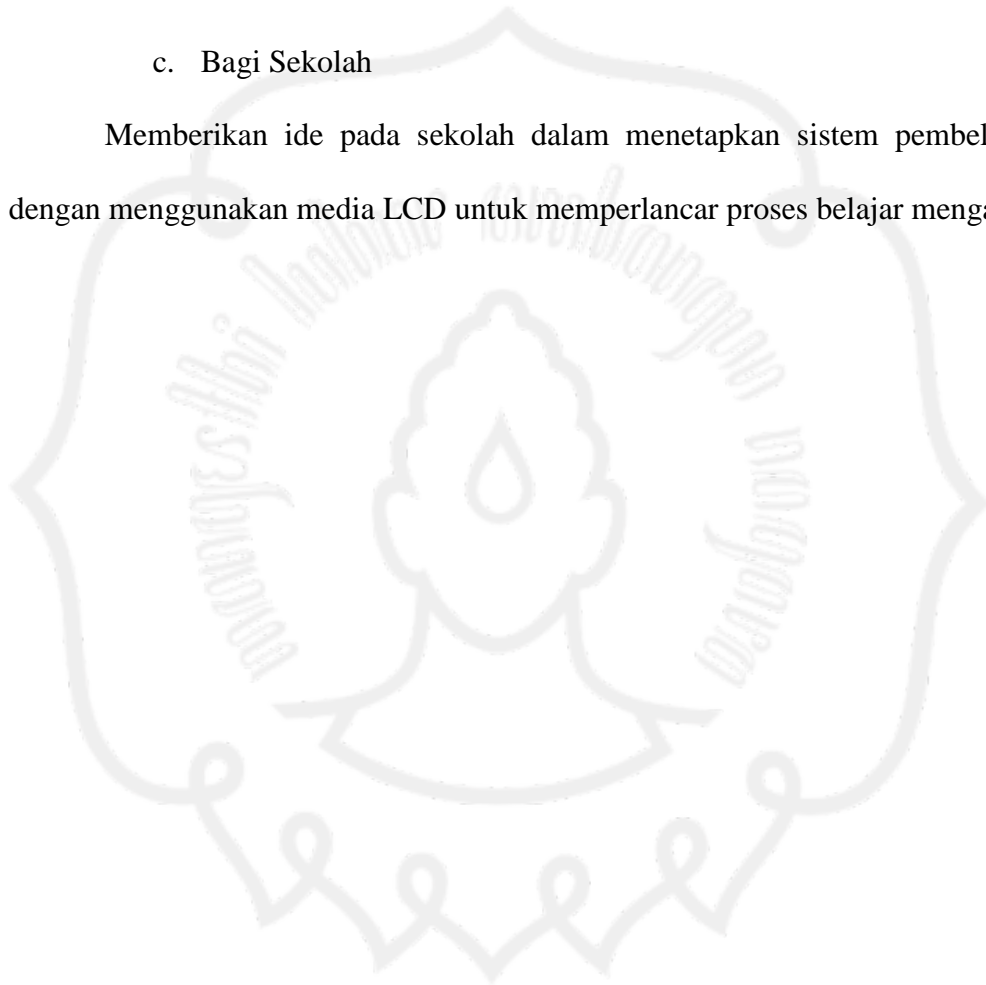 c. Bagi Sekolah
Memberikan ide pada sekolah dalam menetapkan sistem pembel
dengan menggunakan media LCD untuk memperlancar proses belajar menga